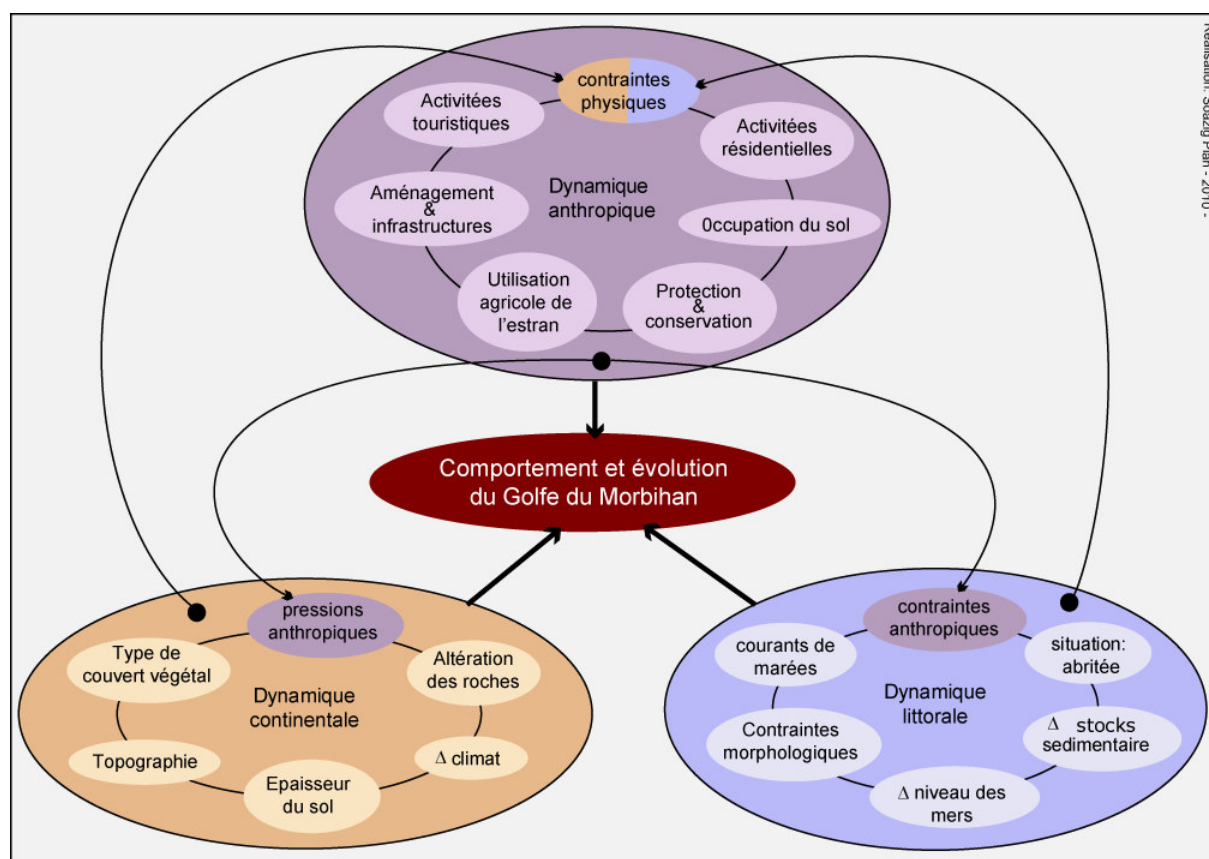 contraintes
physiques
Activitées
touristiques
Activitées
résidentielles
Aménagement
&
infrastructures
Dynamique
anthropique
0ccupation du sol
Utilisation
agricole de
l'estran
Protection
&
conservation
Comportement et évolution
du Golfe du Morbihan
pressions
anthropiques
Type de
couvert végétal
Altération
des roches
Dynamique
continentale
Topographie
Δ climat
Epaisseur
du sol
contraintes
anthropiques
courants de
marées
situation:
abritée
Dynamique
littorale
Contraintes
morphologiques
Δ stocks
sedimentaire
Δ niveau des
mers
Plan - 2010 -